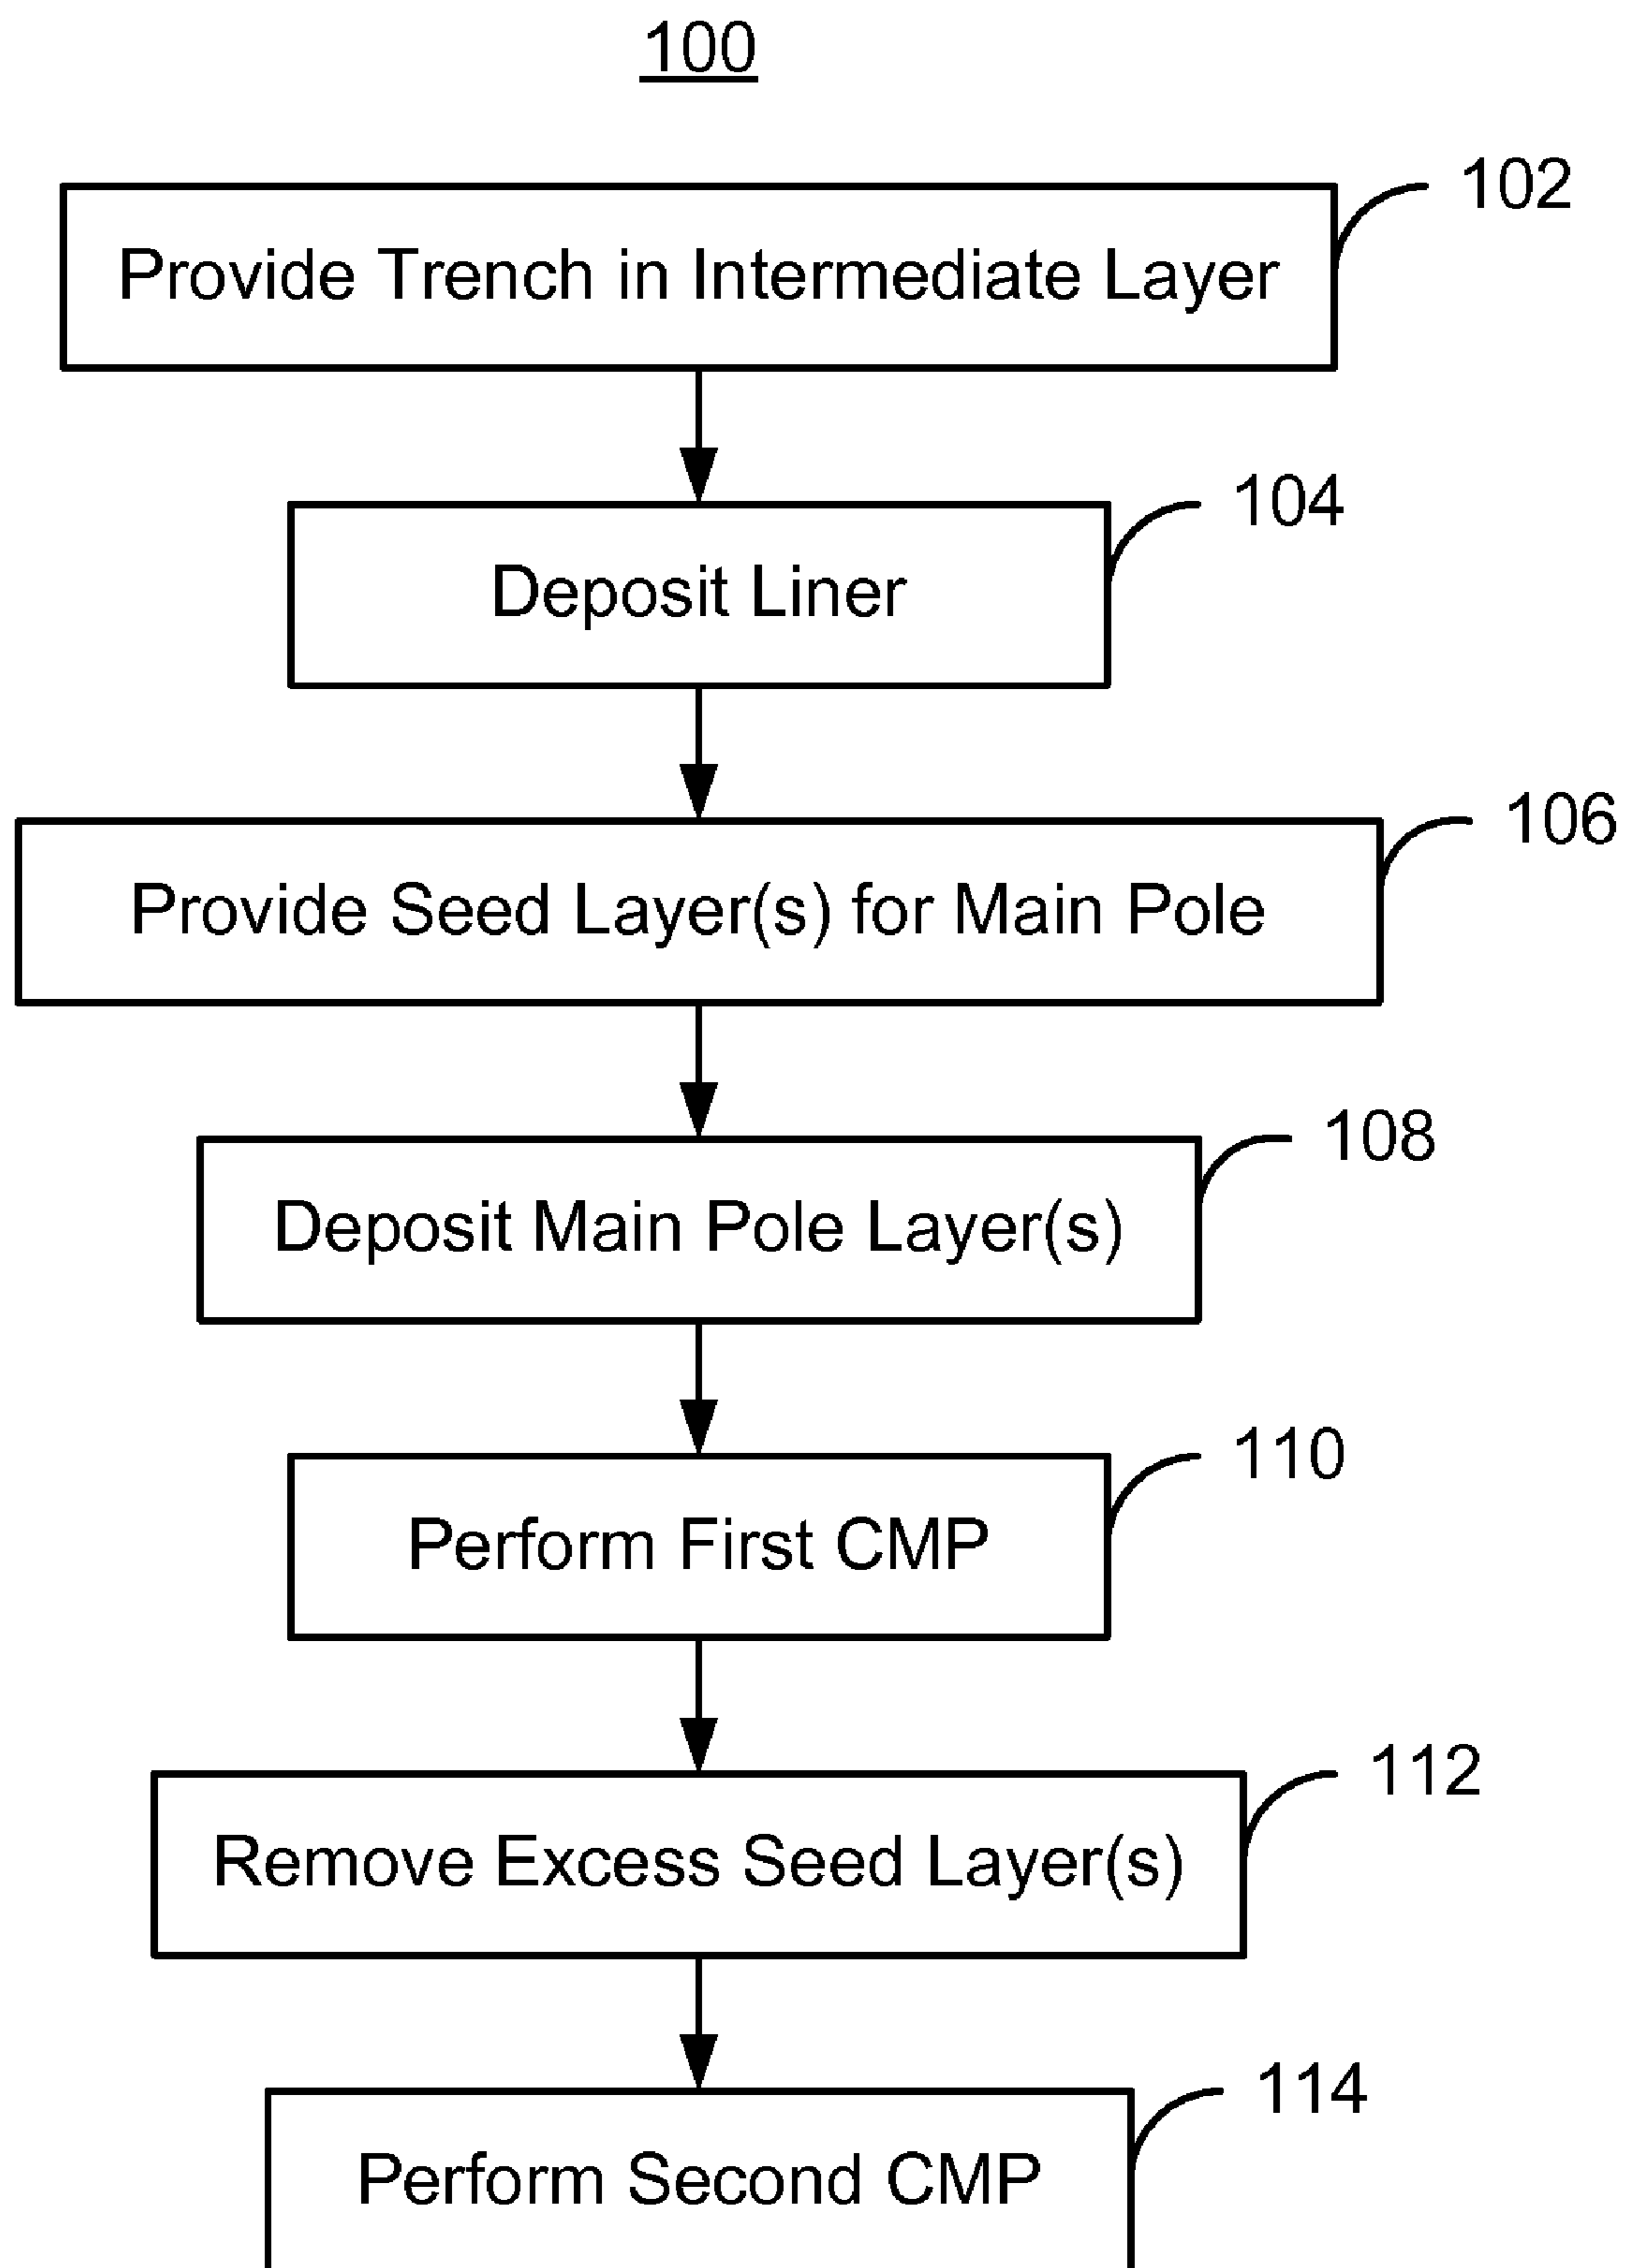 100
102
Provide Trench in Intermediate Layer
104
Deposit Liner
106
Provide Seed Layer(s) for Main Pole
108
Deposit Main Pole Layer(s)
110
Perform First CMP
112
Remove Excess Seed Layer(s)
114
Perform Second CMP